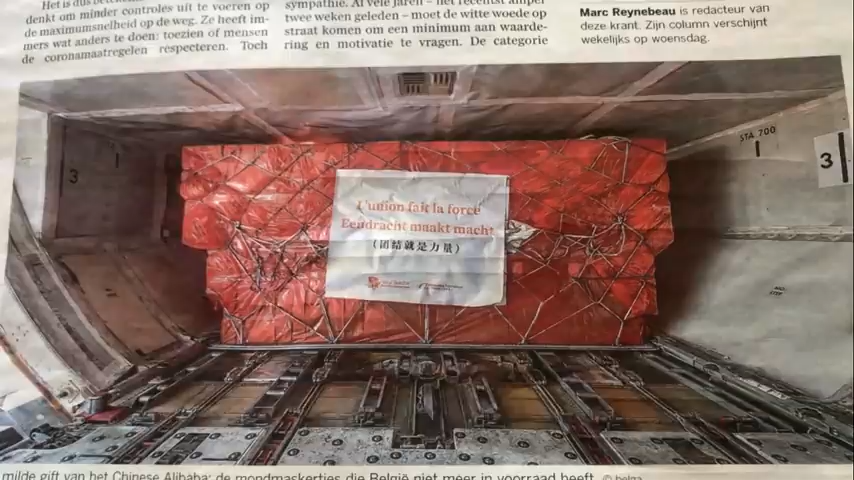 Het is dus
denkt om minder controles uit te voeren op
de maximumsnelheid op de weg. Ze heeft im-
mers wat anders te doen: toezien of mensen
de coronamaatregelen respecteren. Toch
sympathie. Al vele jaren – het recentst amper
twee weken geleden – moet de witte woede op
straat komen om een minimum aan waarde-
ring en motivatie te vragen. De categorie
Marc Reynebeau is redacteur van
deze krant. Zijn column verschijnt
wekelijks op woensdag.
STA 700
3
3
L'union fait la force
Eendracht maakt macht
(团结就是力量)
milde gift van het Chinese Alibaba: de mondmaskertjes die België niet meer in voorraad heeft. © belga